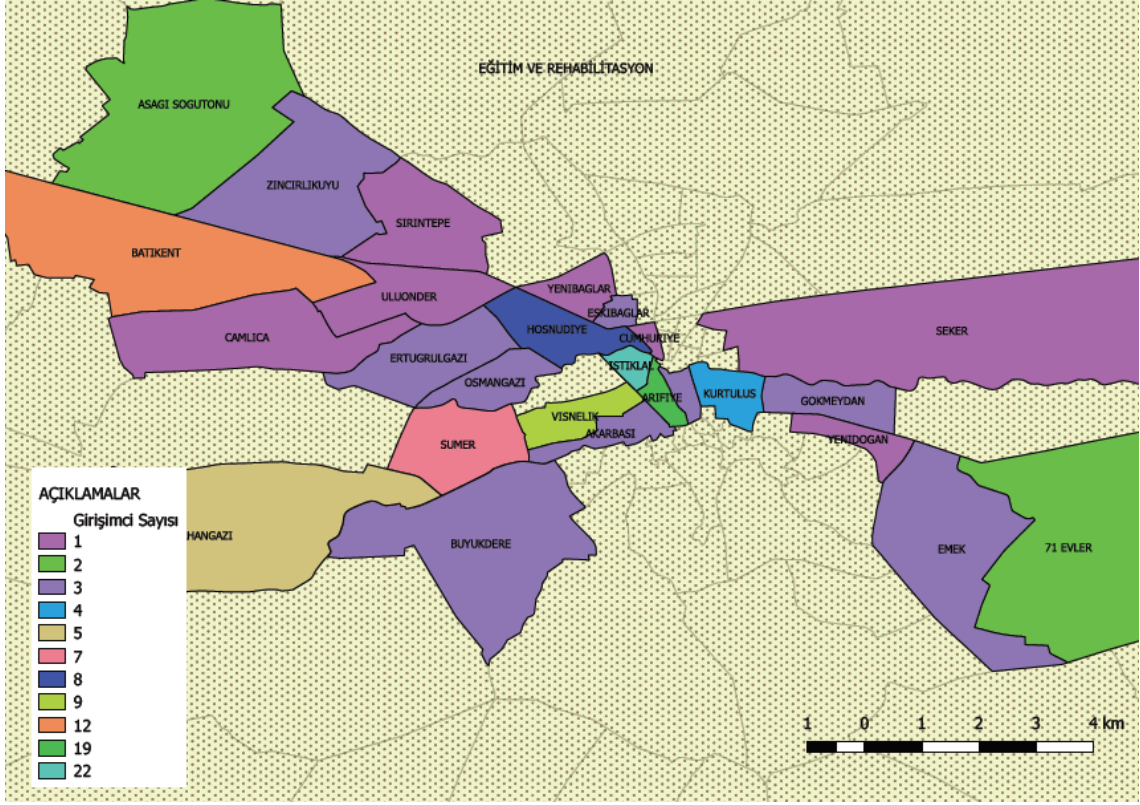 EĞİTİM VE REHABİLİTASYON
ASAGI SOGUTONU
ZINCIRLIKUYU
SIRINTEPE
BATIKENT
ULUONDER
YENIBAGLAR
ESKIBAGLAR
HOSNUDIYE
CUMHURIYE
SEKER
CAMLICA
ERTUGRULGAZI
ISTIKLAL
OSMANGAZI
ARIFIYE
KURTULUS
GOKMEYDAN
VISNELIK
AKARBASI
YENIDOGAN
SUMER
HANGAZI
BUYUKDERE
EMEK
71 EVLER
AÇIKLAMALAR
Girişimci Sayısı
1
2
3
4
5
7
8
9
12
19
22
1 0 1 2 3 4 km